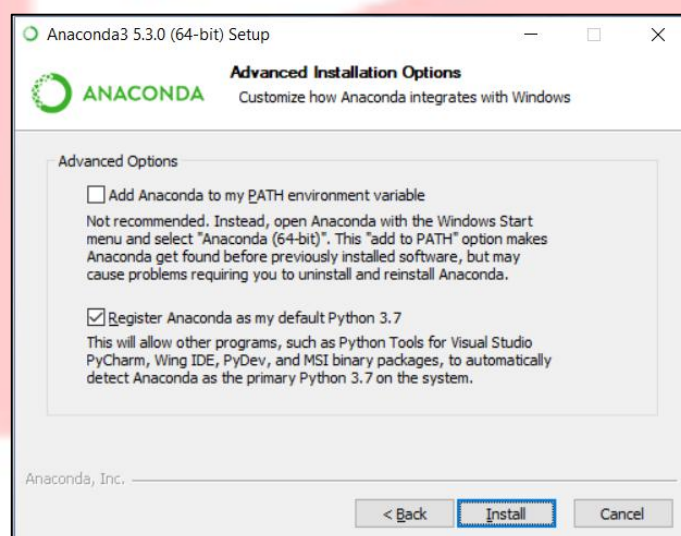 Anaconda3 5.3.0 (64-bit) Setup
ANACONDA
Advanced Installation Options
Customize how Anaconda integrates with Windows
Advanced Options
Add Anaconda to my PATH environment variable
Not recommended. Instead, open Anaconda with the Windows Start
menu and select "Anaconda (64-bit)". This "add to PATH" option makes
Anaconda get found before previously installed software, but may
cause problems requiring you to uninstall and reinstall Anaconda.
Register Anaconda as my default Python 3.7
This will allow other programs, such as Python Tools for Visual Studio
PyCharm, Wing IDE, PyDev, and MSI binary packages, to automatically
detect Anaconda as the primary Python 3.7 on the system.
Anaconda, Inc.
< Back
Install
Cancel